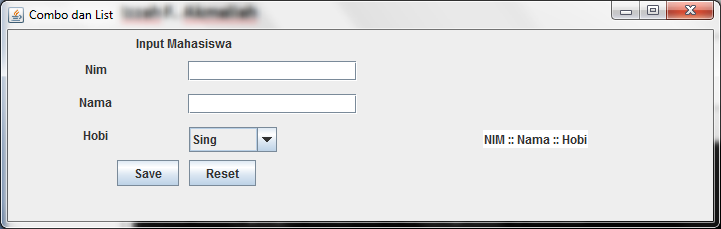 Combo dan List
Input Mahasiswa
Nim
Nama
Hobi Sing NIM :: Nama :: Hobi
Save Reset